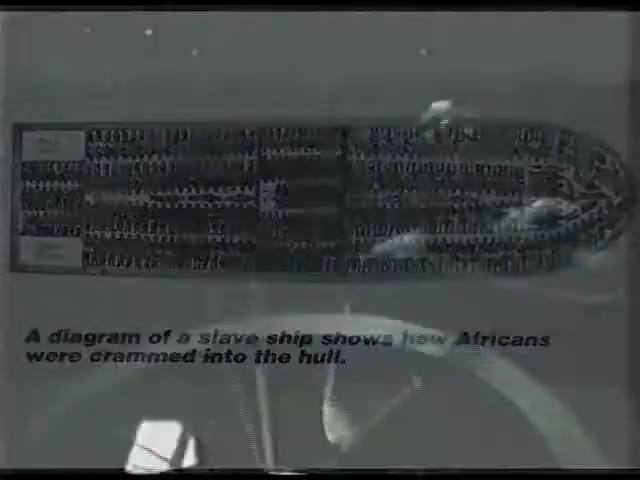 A diagram of a slave ship shows how Africans
were crammed into the hull.